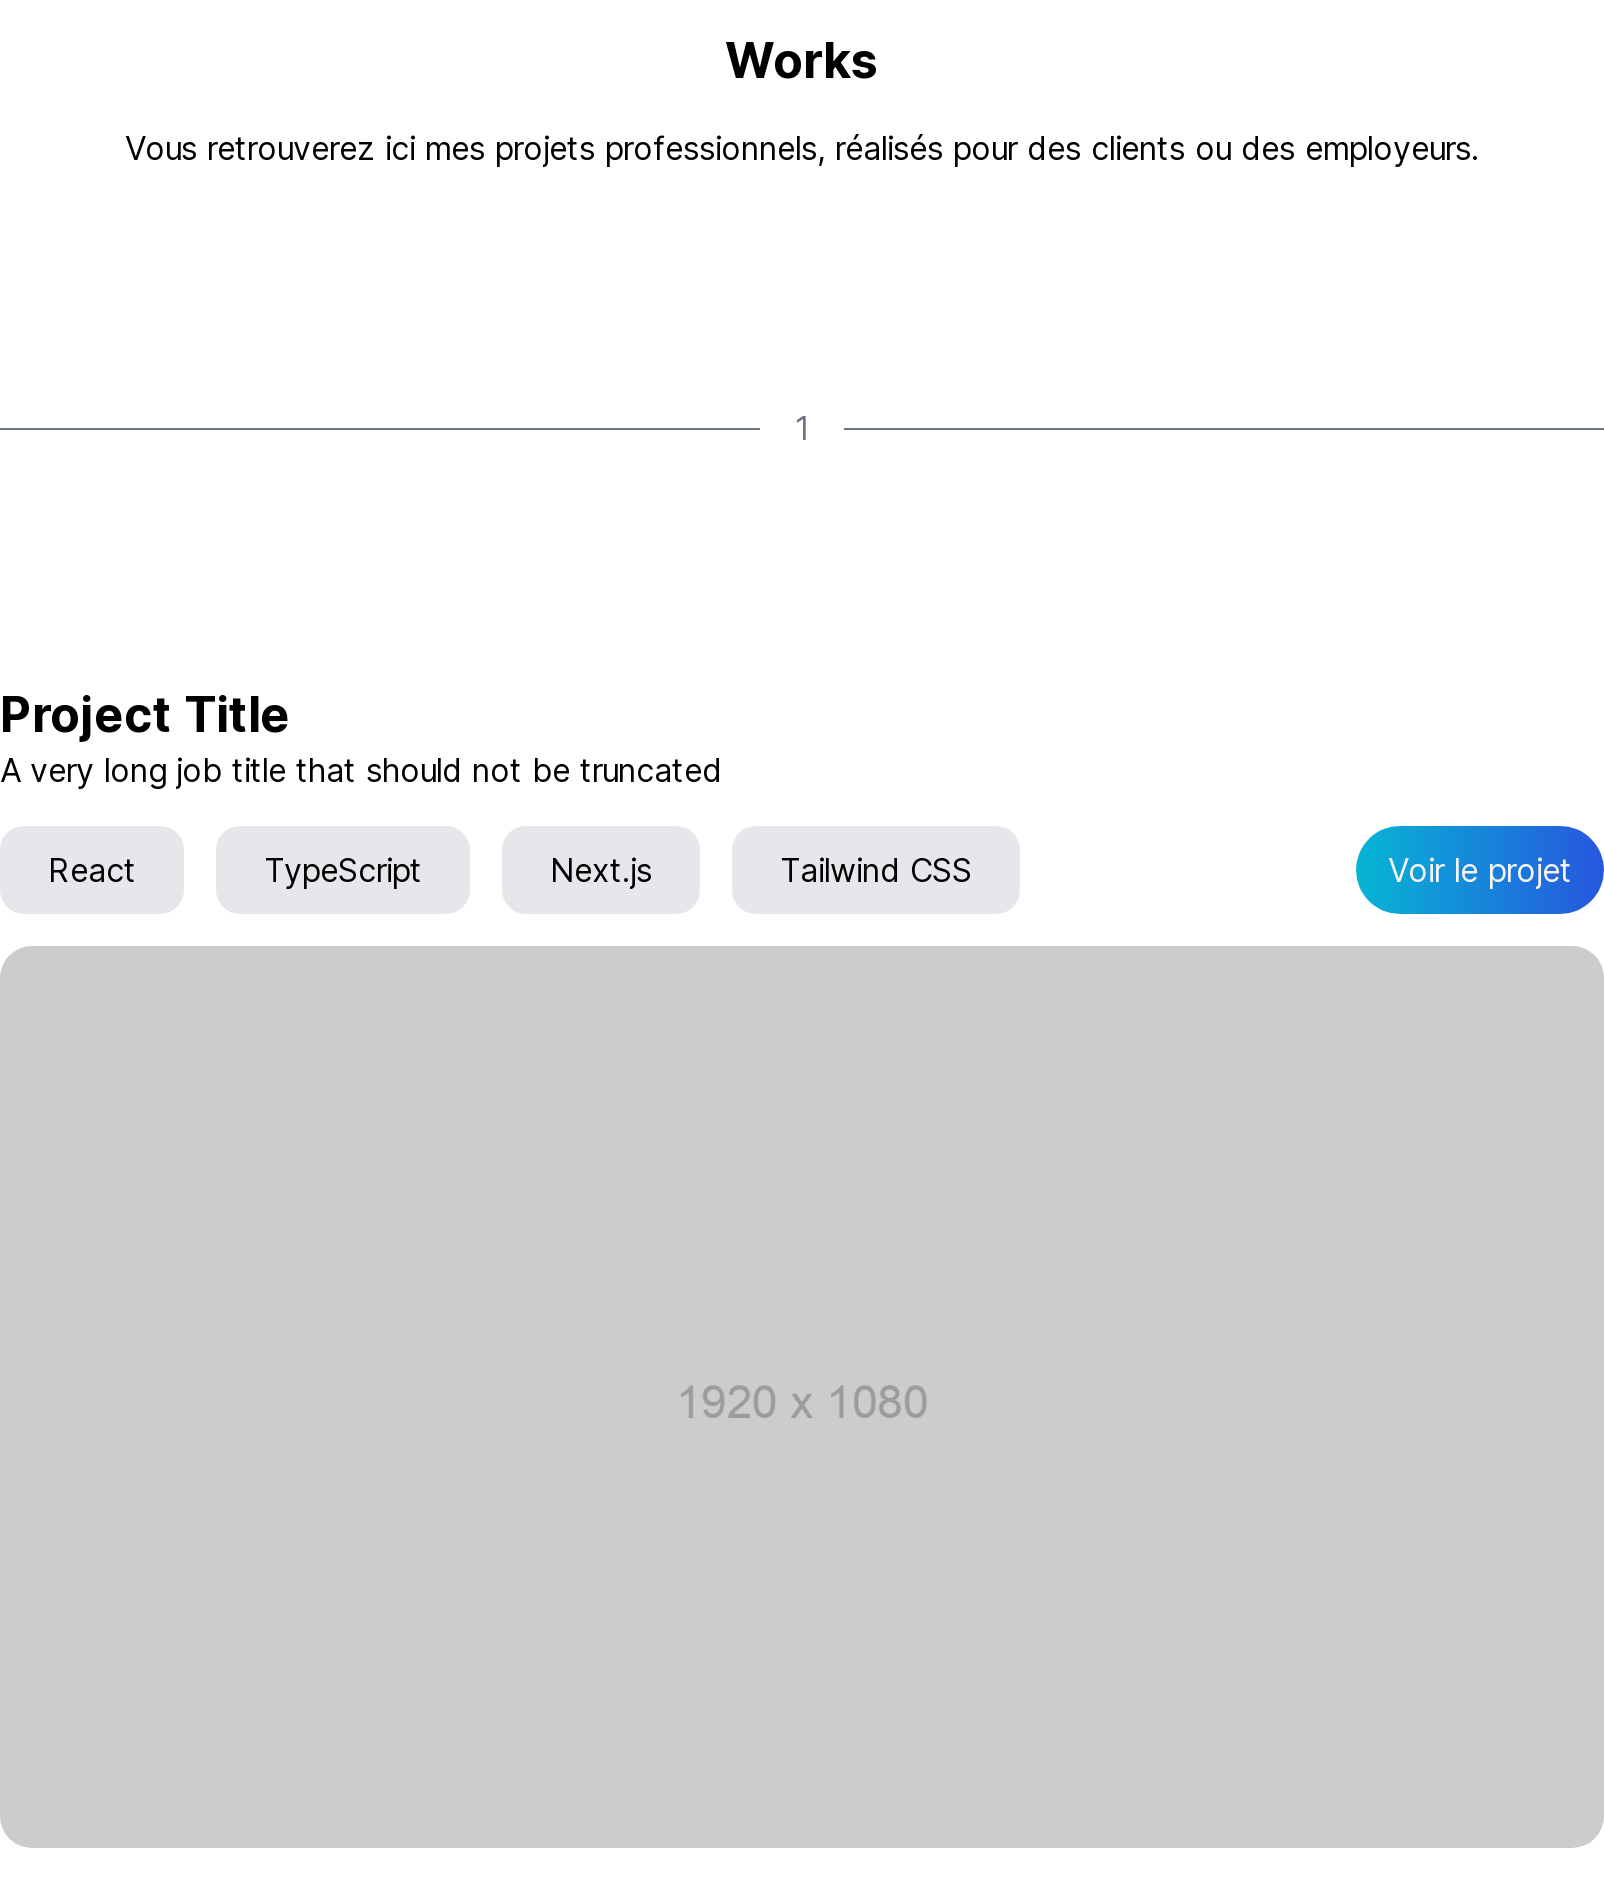 Works
Vous retrouverez ici mes projets professionnels, réalisés pour des clients ou des employeurs.
1
Project Title
A very long job title that should not be truncated
React TypeScript Next.js Tailwind CSS Voir le projet
1920 x 1080